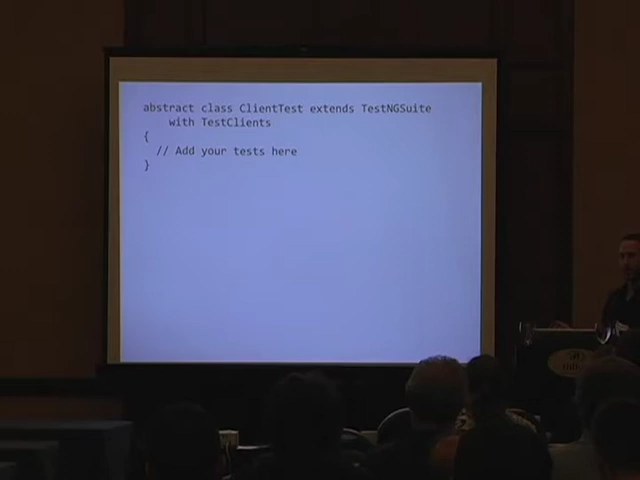 abstract class ClientTest extends TestNGSuite
with TestClients
{
// Add your tests here
}